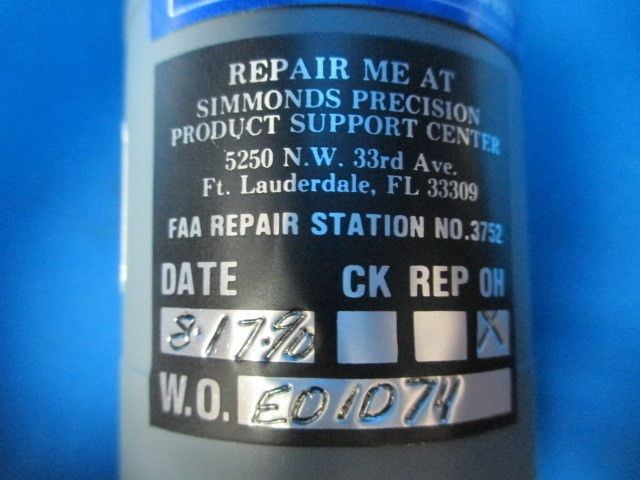 REPAIR ME AT
SIMMONDS PRECISION
PRODUCT SUPPORT CENTER
5250 N.W. 33rd Ave.
Ft. Lauderdale, FL 33309
FAA REPAIR STATION NO.3752
DATE CK REP OH
8·17·90 X
W.O. E01074